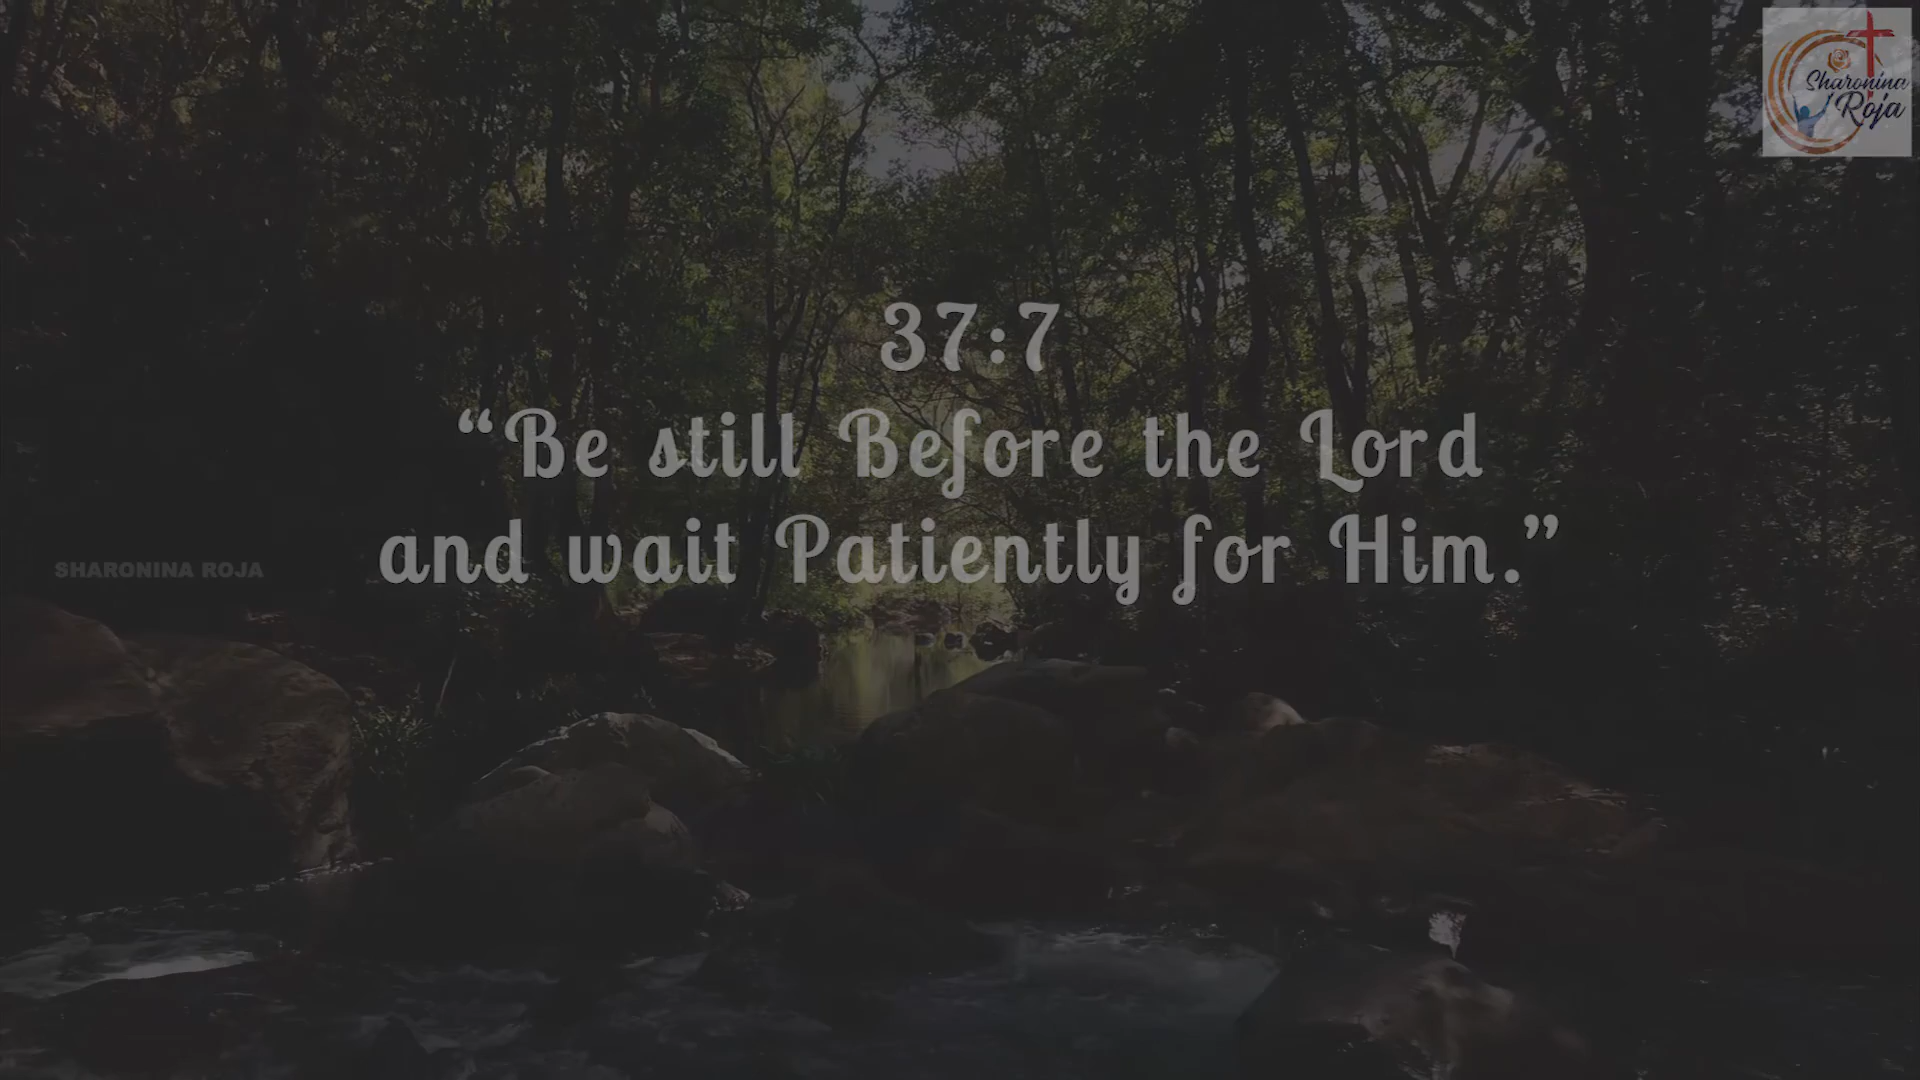 Sharonina
Roja
37:7
“Be still Before the Lord
and wait Patiently for Him.”
SHARONINA ROJA